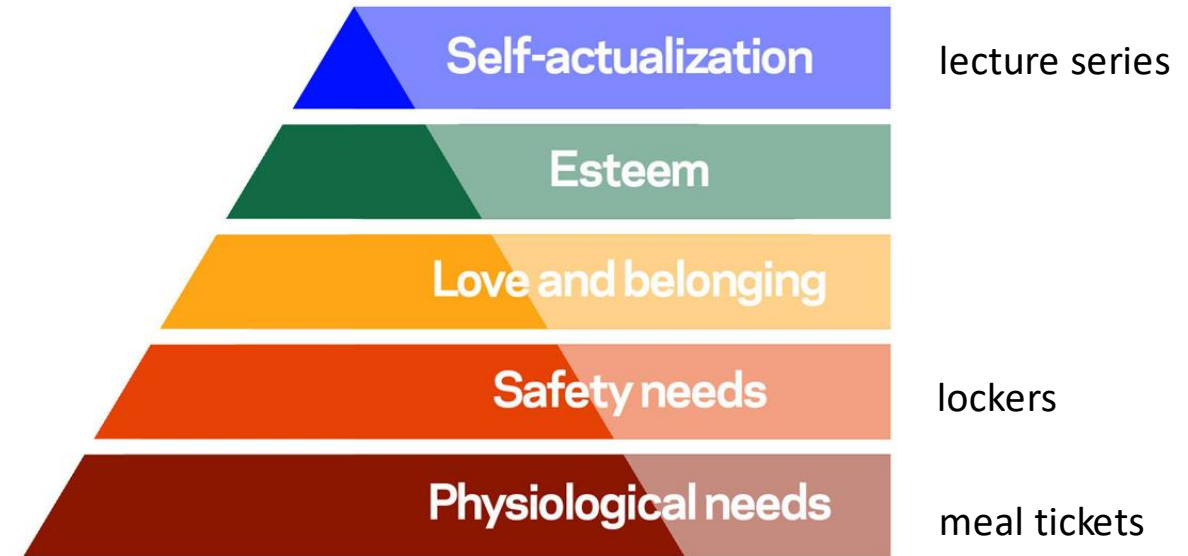 Self-actualization lecture series
Esteem
Love and belonging
Safety needs lockers
Physiological needs meal tickets